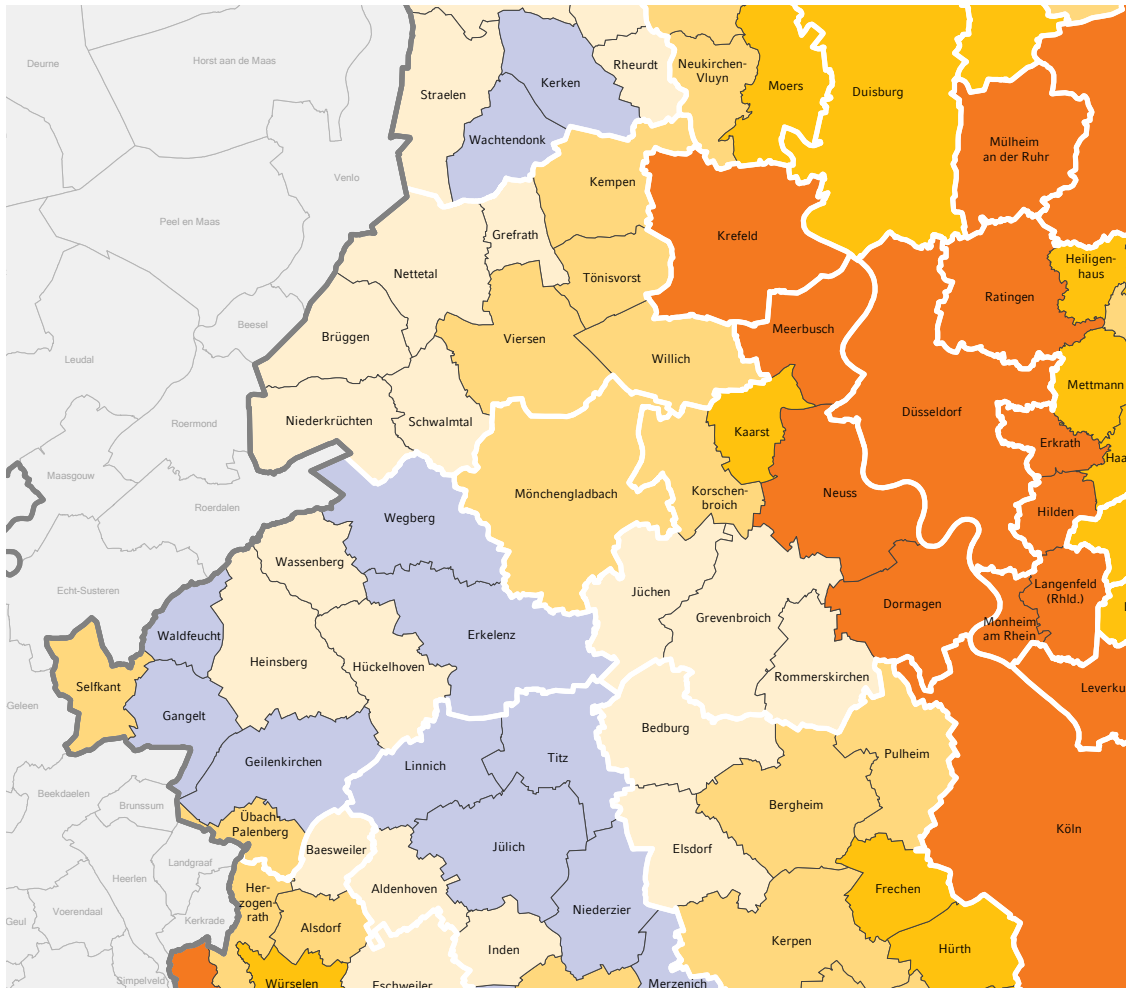 Deurne
Horst aan de Maas
Straelen
Kerken
Rheurdt
Neukirchen-
Vluyn
Moers
Duisburg
Wachtendonk
Mülheim
an der Ruhr
Venlo
Kempen
Peel en Maas
Grefrath
Krefeld
Nettetal
Tönisvorst
Heiligen-
haus
Ratingen
Beesel
Brüggen
Viersen
Meerbusch
Leudal
Willich
Mettmann
Roermond
Niederkrüchten
Schwalmtal
Kaarst
Düsseldorf
Erkrath
Haa
Maasgouw
Mönchengladbach
Korschen-
broich
Neuss
Roerdalen
Wegberg
Hilden
Wassenberg
Echt-Susteren
Jüchen
Langenfeld
(Rhld.)
Dormagen
Grevenbroich
Monheim
am Rhein
Waldfeucht
Erkelenz
Heinsberg
Hückelhoven
Rommerskirchen
Selfkant
Leverku
Geleen
Gangelt
Bedburg
Pulheim
Geilenkirchen
Linnich
Titz
Beekdaelen
Brunssum
Bergheim
Übach-
Palenberg
Köln
Baesweiler
Jülich
Elsdorf
Landgraaf
Heerlen
Aldenhoven
Frechen
Her-
zogen-
rath
Voerendaal
Geul
Kerkrade
Alsdorf
Niederzier
Kerpen
Inden
Hürth
Simpelveld
Würselen
Eschweiler
Merzenich